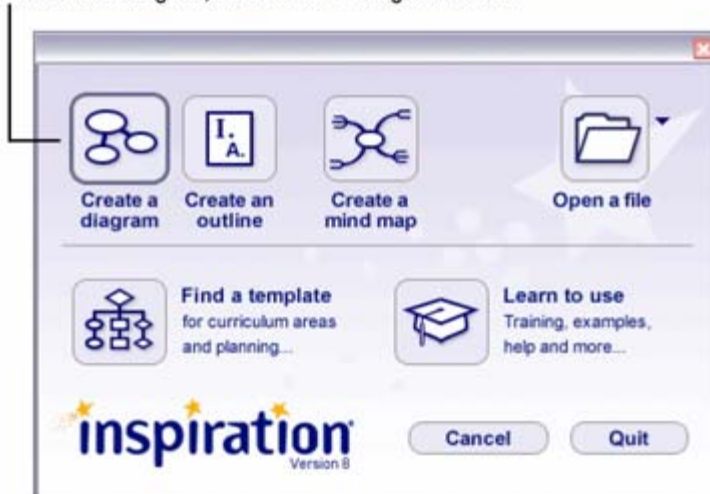 I.
A.
Create a
diagram
Create an
outline
Create a
mind map
Open a file
Find a template
for curriculum areas
and planning...
Learn to use
Training, examples,
help and more...
inspiration
Version 8
Cancel
Quit